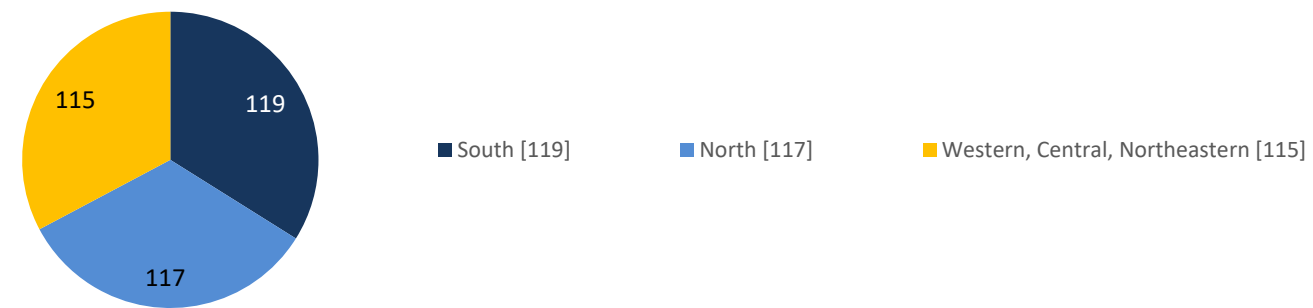 115
119
117
South [119]
North [117]
Western, Central, Northeastern [115]